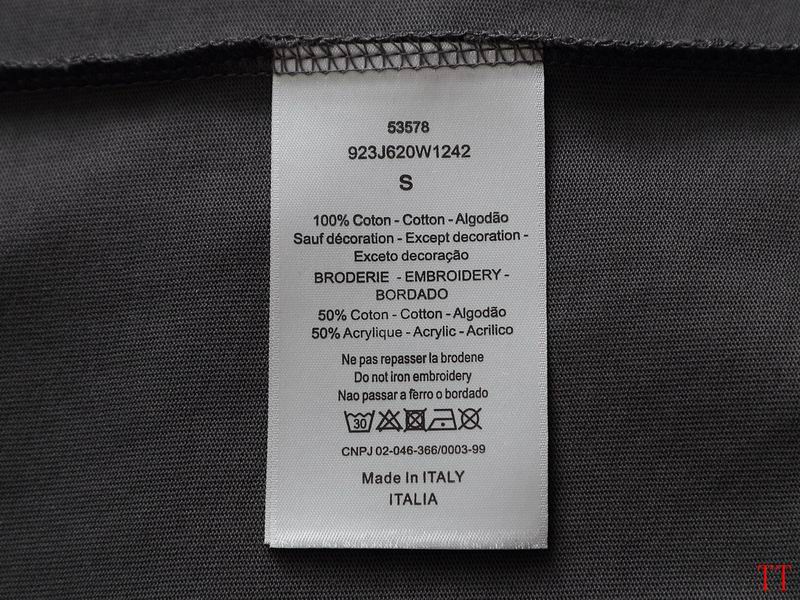 53578
923J620W1242
S
100% Coton - Cotton - Algodão
Sauf décoration - Except decoration -
Exceto decoração
BRODERIE - EMBROIDERY -
BORDADO
50% Coton - Cotton - Algodão
50% Acrylique - Acrylic - Acrilico
Ne pas repasser la brodene
Do not iron embroidery
Nao passar a fèrro o bordado
30
CNPJ 02-046-366/0003-99
Made In ITALY
ITALIA
TT